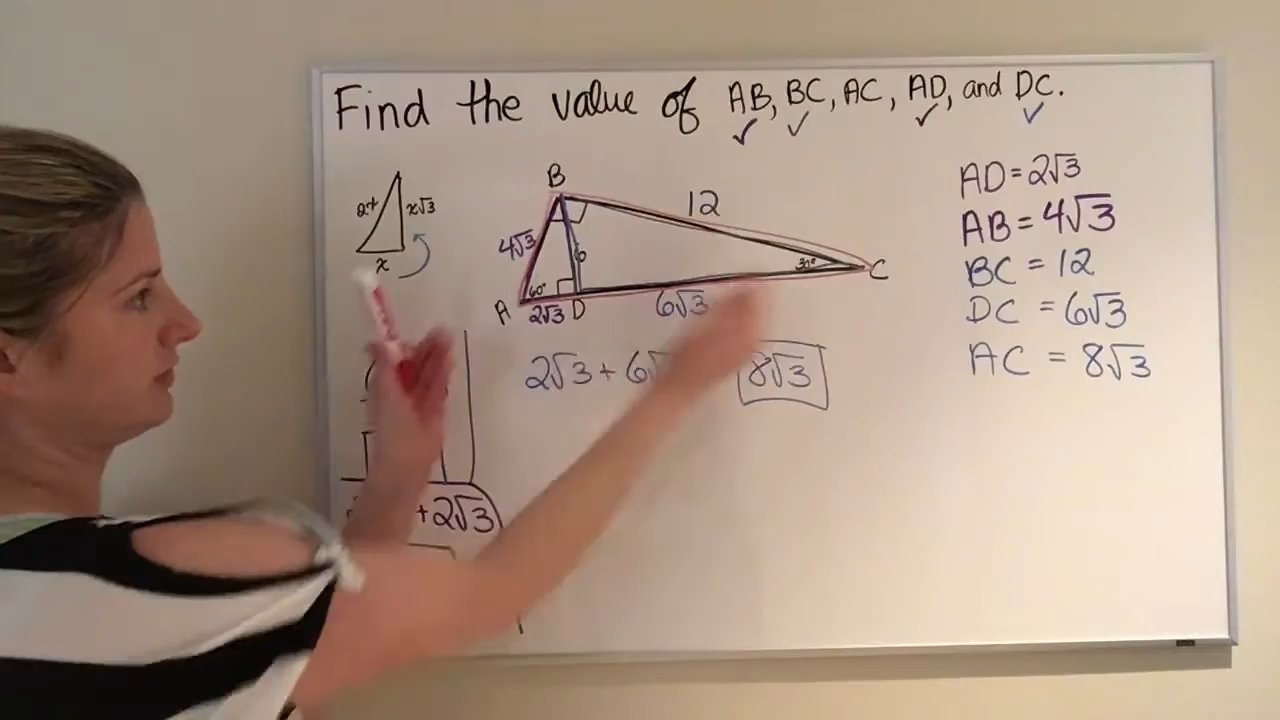 Find the value of AB, BC, AC, AD, and DC.
2x
x√3
x
B
12
4√3
6
60°
30°
A
2√3
D
6√3
C
2√3 + 6√
8√3
+2√3
AD=2√3
AB=4√3
BC = 12
DC = 6√3
AC = 8√3